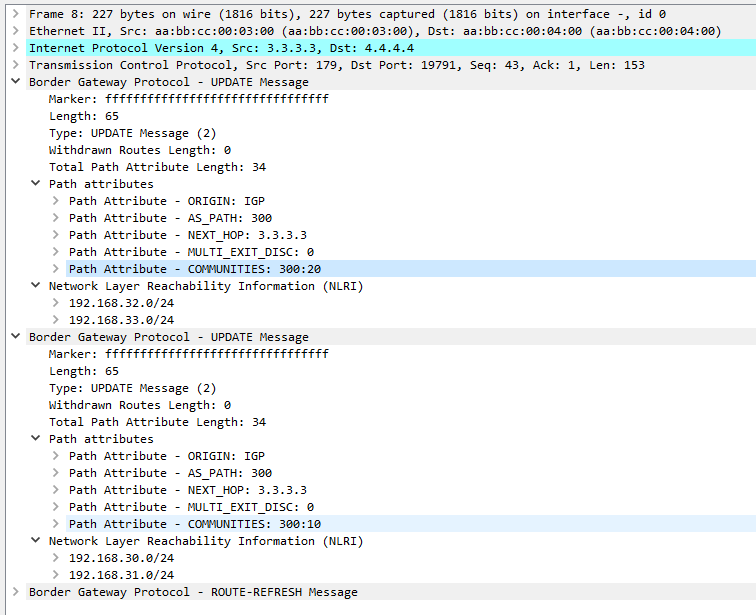 Frame 8: 227 bytes on wire (1816 bits), 227 bytes captured (1816 bits) on interface -, id 0
Ethernet II, Src: aa:bb:cc:00:03:00 (aa:bb:cc:00:03:00), Dst: aa:bb:cc:00:04:00 (aa:bb:cc:00:04:00)
Internet Protocol Version 4, Src: 3.3.3.3, Dst: 4.4.4.4
Transmission Control Protocol, Src Port: 179, Dst Port: 19791, Seq: 43, Ack: 1, Len: 153
Border Gateway Protocol - UPDATE Message
Marker: ffffffffffffffffffffffffffffffff
Length: 65
Type: UPDATE Message (2)
Withdrawn Routes Length: 0
Total Path Attribute Length: 34
Path attributes
Path Attribute - ORIGIN: IGP
Path Attribute - AS_PATH: 300
Path Attribute - NEXT_HOP: 3.3.3.3
Path Attribute - MULTI_EXIT_DISC: 0
Path Attribute - COMMUNITIES: 300:20
Network Layer Reachability Information (NLRI)
192.168.32.0/24
192.168.33.0/24
Border Gateway Protocol - UPDATE Message
Marker: ffffffffffffffffffffffffffffffff
Length: 65
Type: UPDATE Message (2)
Withdrawn Routes Length: 0
Total Path Attribute Length: 34
Path attributes
Path Attribute - ORIGIN: IGP
Path Attribute - AS_PATH: 300
Path Attribute - NEXT_HOP: 3.3.3.3
Path Attribute - MULTI_EXIT_DISC: 0
Path Attribute - COMMUNITIES: 300:10
Network Layer Reachability Information (NLRI)
192.168.30.0/24
192.168.31.0/24
Border Gateway Protocol - ROUTE-REFRESH Message